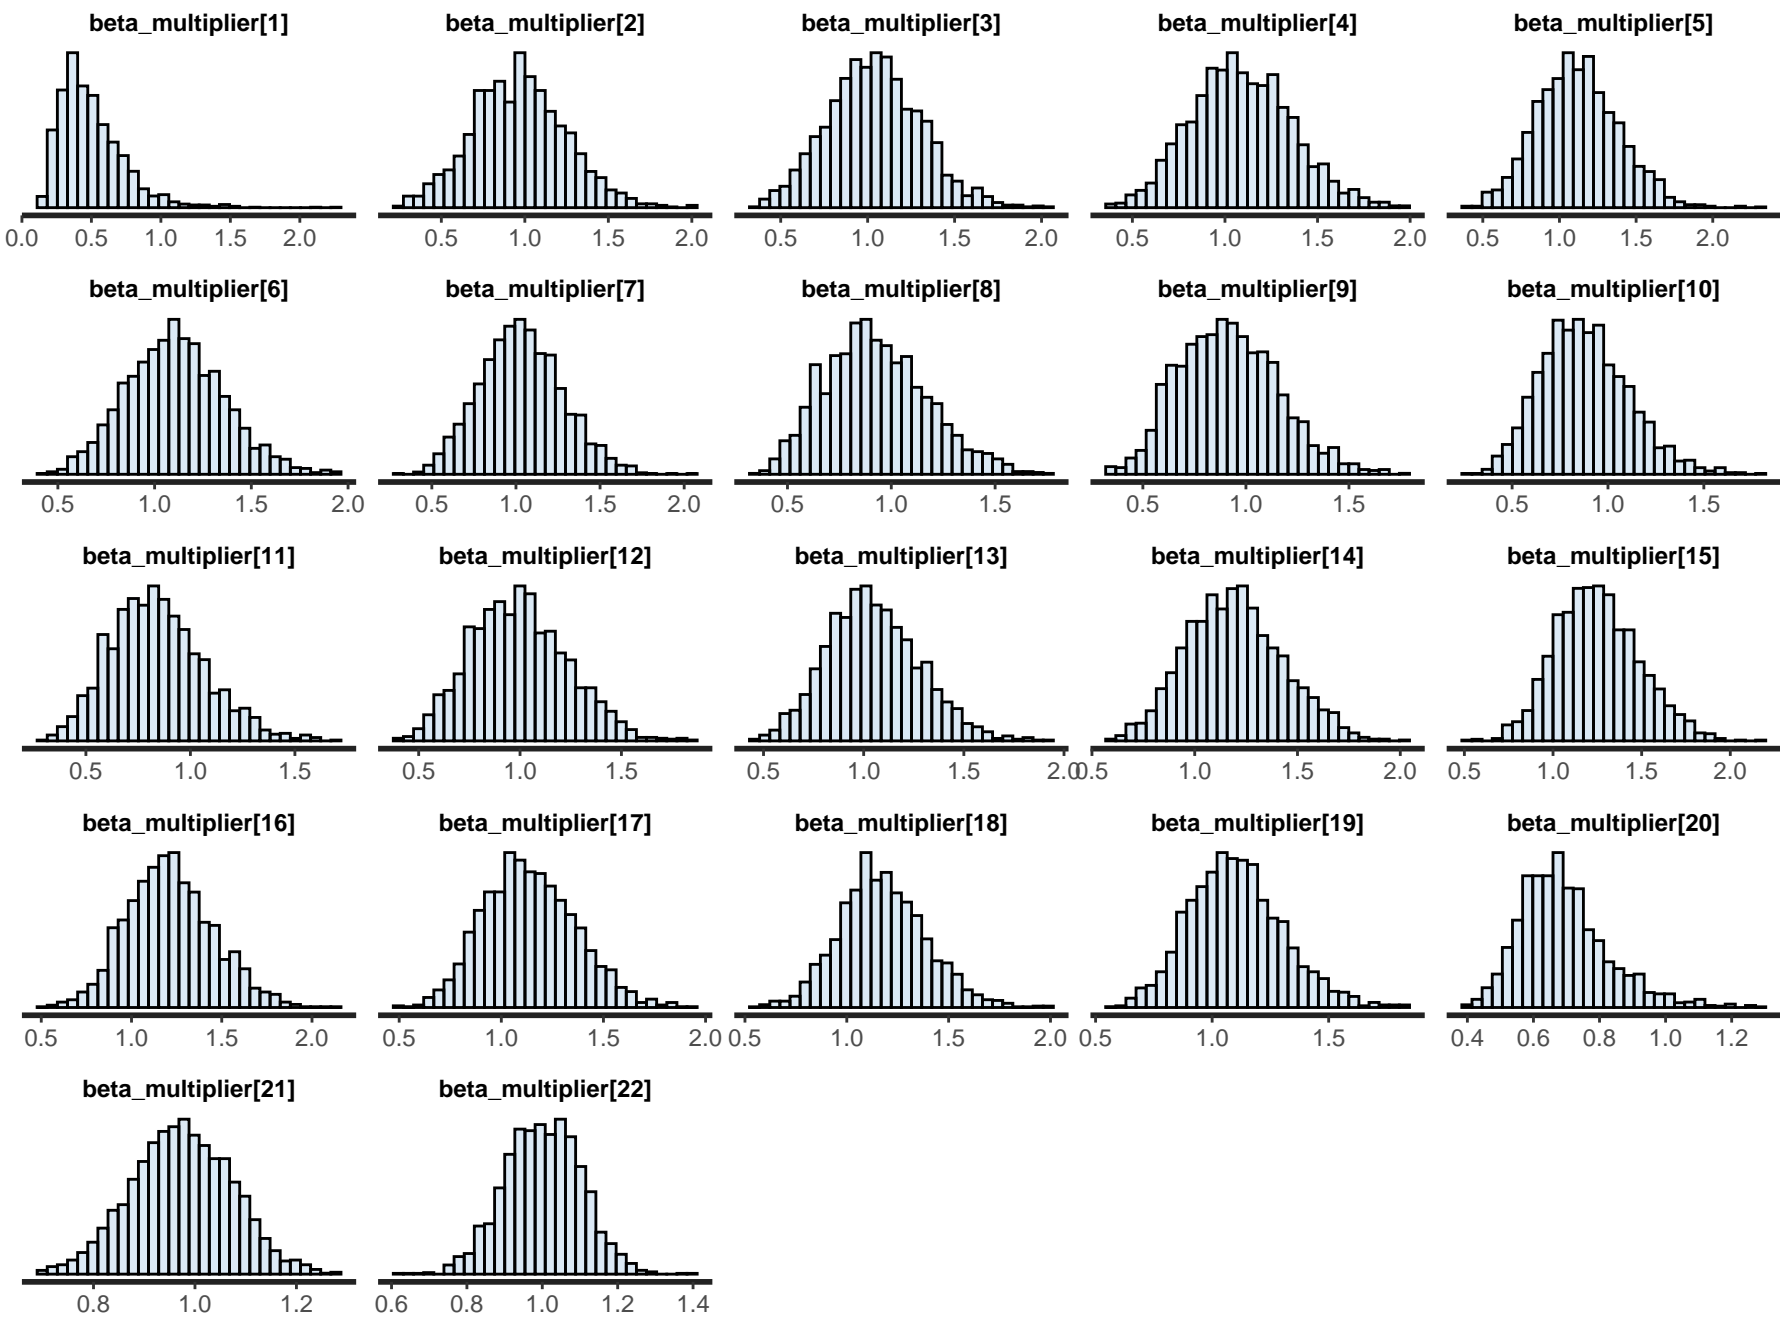 beta_multiplier[1] beta_multiplier[2] beta_multiplier[3] beta_multiplier[4] beta_multiplier[5]
0.0 0.5 1.0 1.5 2.0 0.5 1.0 1.5 2.0 0.5 1.0 1.5 2.0 0.5 1.0 1.5 2.0 0.5 1.0 1.5 2.0
beta_multiplier[6] beta_multiplier[7] beta_multiplier[8] beta_multiplier[9] beta_multiplier[10]
0.5 1.0 1.5 2.0 0.5 1.0 1.5 2.0 0.5 1.0 1.5 0.5 1.0 1.5 0.5 1.0 1.5
beta_multiplier[11] beta_multiplier[12] beta_multiplier[13] beta_multiplier[14] beta_multiplier[15]
0.5 1.0 1.5 0.5 1.0 1.5 0.5 1.0 1.5 2.0 0.5 1.0 1.5 2.0 0.5 1.0 1.5 2.0
beta_multiplier[16] beta_multiplier[17] beta_multiplier[18] beta_multiplier[19] beta_multiplier[20]
0.5 1.0 1.5 2.0 0.5 1.0 1.5 2.0 0.5 1.0 1.5 2.0 0.5 1.0 1.5 0.4 0.6 0.8 1.0 1.2
beta_multiplier[21] beta_multiplier[22]
0.8 1.0 1.2 0.6 0.8 1.0 1.2 1.4